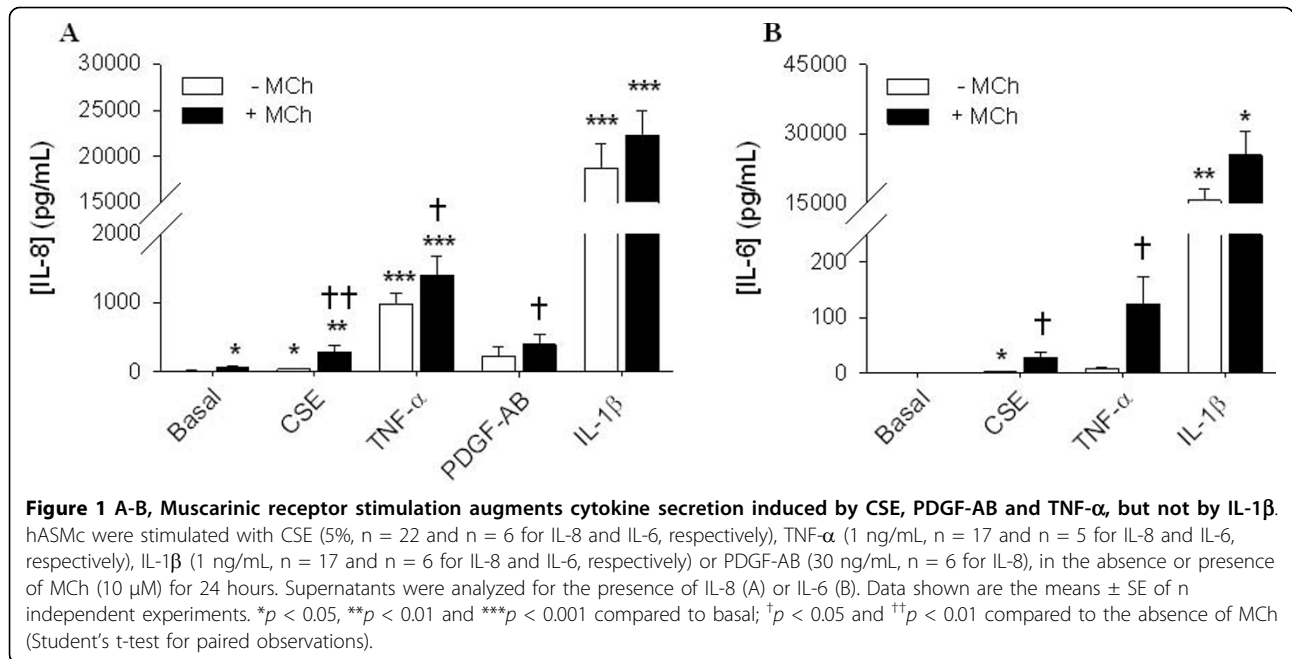 A
[IL-8] (pg/mL)
30000
25000
20000
15000
2000
1000
0
- MCh
+ MCh
*
*
††
**
***
†
***
†
***
***
Basal
CSE
TNF-α
PDGF-AB
IL-1β
B
[IL-6] (pg/mL)
45000
30000
15000
200
100
0
- MCh
+ MCh
*
†
†
**
*
Basal
CSE
TNF-α
IL-1β
Figure 1 A-B, Muscarinic receptor stimulation augments cytokine secretion induced by CSE, PDGF-AB and TNF-α, but not by IL-1β.
hASMc were stimulated with CSE (5%, n = 22 and n = 6 for IL-8 and IL-6, respectively), TNF-α (1 ng/mL, n = 17 and n = 5 for IL-8 and IL-6,
respectively), IL-1β (1 ng/mL, n = 17 and n = 6 for IL-8 and IL-6, respectively) or PDGF-AB (30 ng/mL, n = 6 for IL-8), in the absence or presence
of MCh (10 μM) for 24 hours. Supernatants were analyzed for the presence of IL-8 (A) or IL-6 (B). Data shown are the means ± SE of n
independent experiments. *p < 0.05, **p < 0.01 and ***p < 0.001 compared to basal; †p < 0.05 and ††p < 0.01 compared to the absence of MCh
(Student's t-test for paired observations).